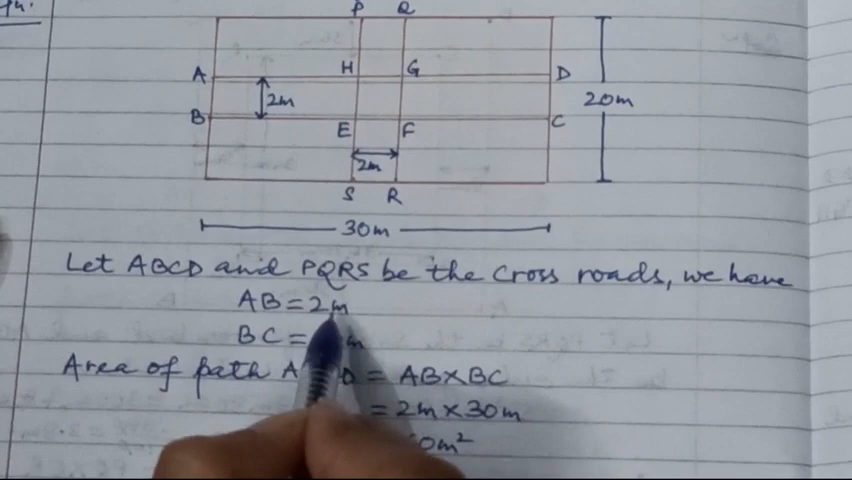 P Q
A H G D
2m 20m
B E F C
2m
S R
30m
Let ABCD and PQRS be the cross roads, we have
AB = 2m
BC = m
Area of path A D = AB×BC
= 2m × 30m
0m²